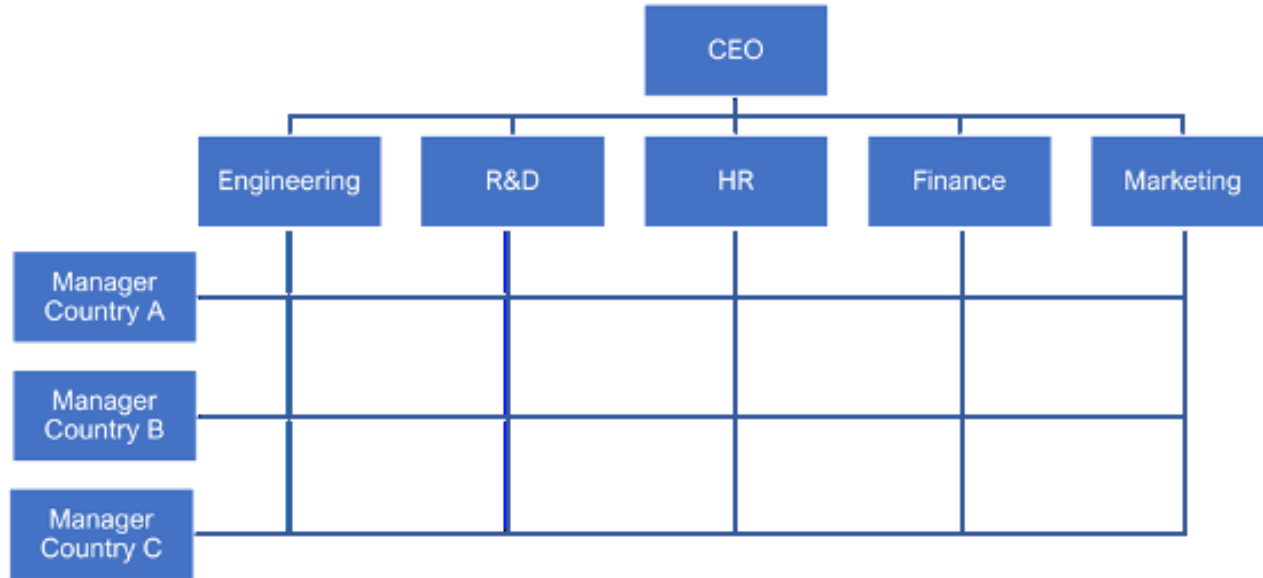 CEO
Engineering
R&D
HR
Finance
Marketing
Manager
Country A
Manager
Country B
Manager
Country C